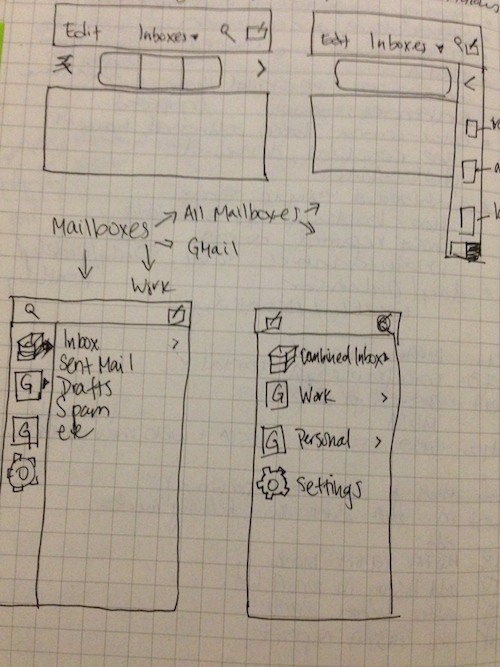 Edit Inboxes
Edit Inboxes
Mailboxes All Mailboxes
GMail
Work
Inbox
Sent Mail
G Drafts
Spam
G etc
Combined Inbox
G Work
G Personal
Settings